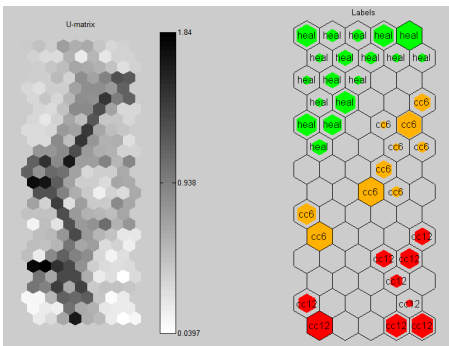 U-matrix
1.84
0.938
0.0397
Labels
heal heal heal heal heal
heal heal heal heal heal
heal heal heal heal
heal heal cc6
heal heal cc6 cc6
heal cc6 cc6
cc6
cc6 cc6
cc6
cc6 cc12
cc12 cc12
cc12
cc12 cc12
cc12 cc12 cc12